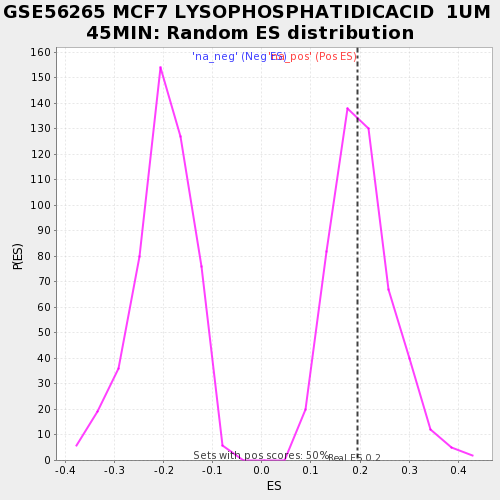 GSE56265 MCF7 LYSOPHOSPHATIDICACID 1UM
45MIN: Random ES distribution
'na_neg' (Neg ES)
'na_pos' (Pos ES)
160
150
140
130
120
110
100
90
80
70
60
50
40
30
20
10
0
P(ES)
Sets with pos scores: 50%
Real ES 0.2
-0.4 -0.3 -0.2 -0.1 0.0 0.1 0.2 0.3 0.4
ES